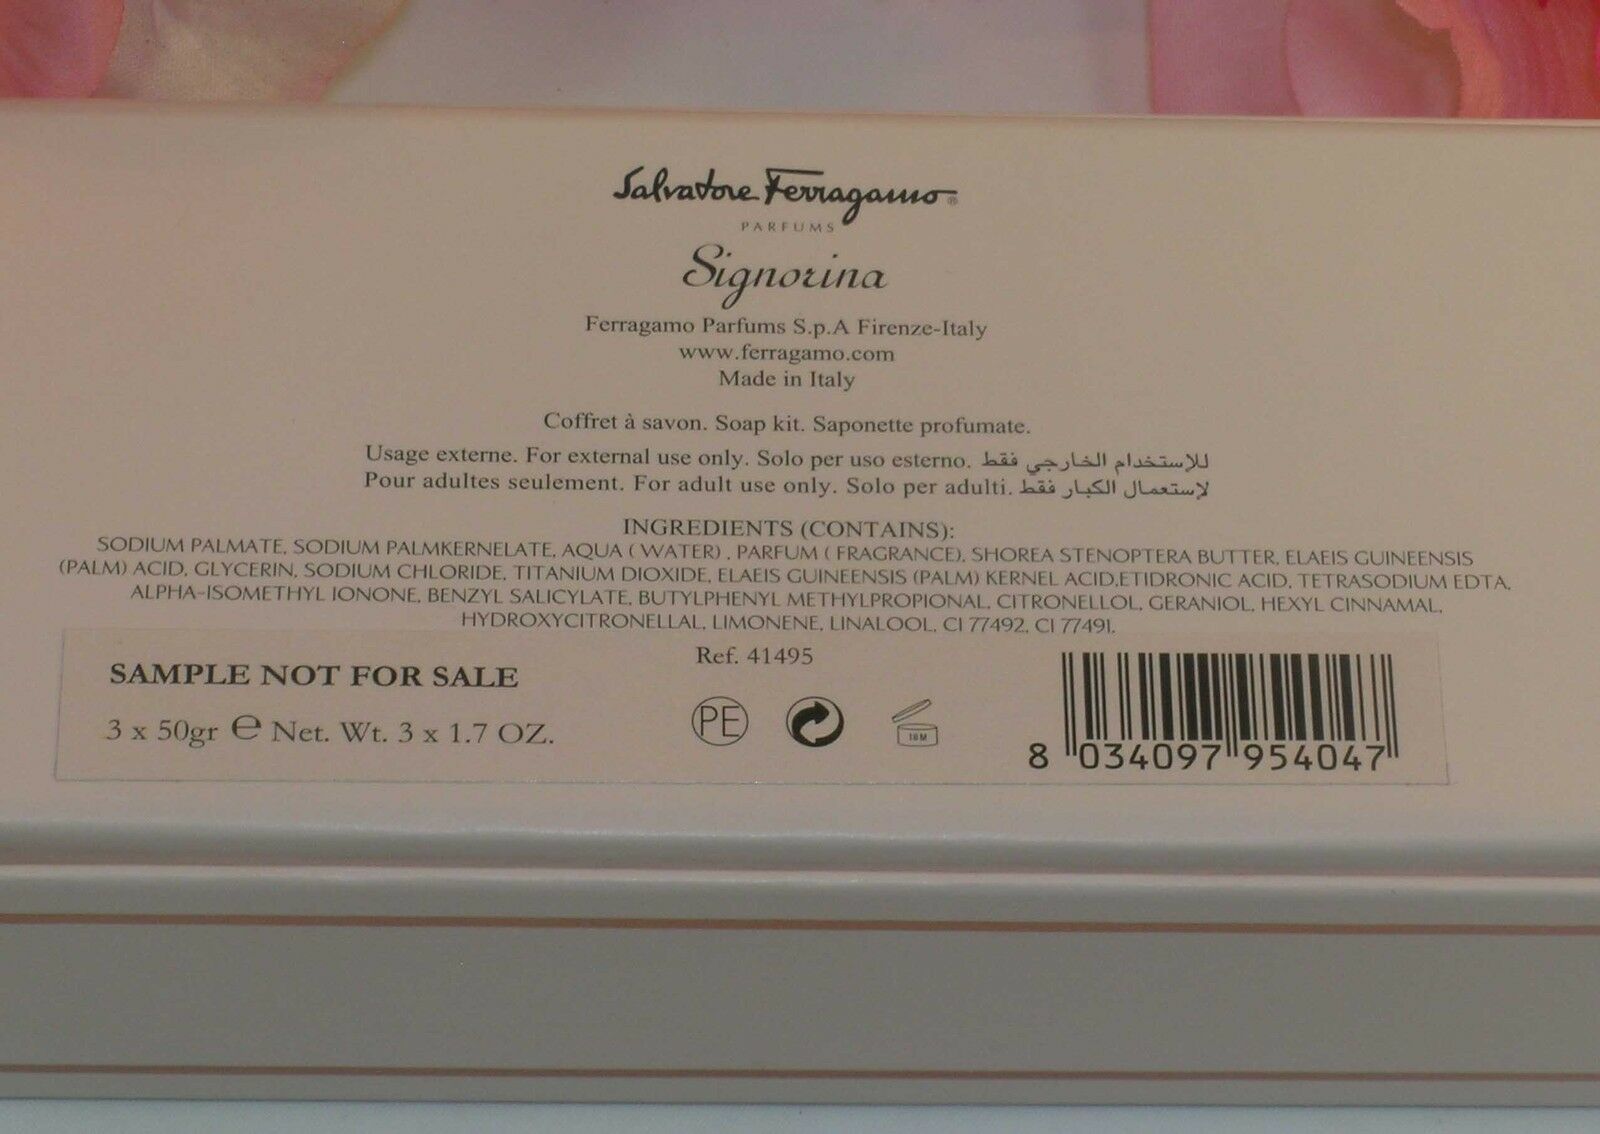 Salvatore Ferragamo®
PARFUMS
Signorina
Ferragamo Parfums S.p.A Firenze-Italy
www.ferragamo.com
Made in Italy
Coffret à savon. Soap kit. Saponette profumate.
Usage externe. For external use only. Solo per uso esterno. للإستخدام الخارجي فقط
Pour adultes seulement. For adult use only. Solo per adulti. لإستعمال الكبار فقط
INGREDIENTS (CONTAINS):
SODIUM PALMATE, SODIUM PALMKERNELATE, AQUA ( WATER) , PARFUM ( FRAGRANCE), SHOREA STENOPTERA BUTTER, ELAEIS GUINEENSIS
(PALM) ACID, GLYCERIN, SODIUM CHLORIDE, TITANIUM DIOXIDE, ELAEIS GUINEENSIS (PALM) KERNEL ACID,ETIDRONIC ACID, TETRASODIUM EDTA,
ALPHA-ISOMETHYL IONONE, BENZYL SALICYLATE, BUTYLPHENYL METHYLPROPIONAL, CITRONELLOL, GERANIOL, HEXYL CINNAMAL,
HYDROXYCITRONELLAL, LIMONENE, LINALOOL, CI 77492, CI 77491.
Ref. 41495
SAMPLE NOT FOR SALE
3 x 50gr ℮ Net. Wt. 3 x 1.7 OZ.
PE
8 034097 954047